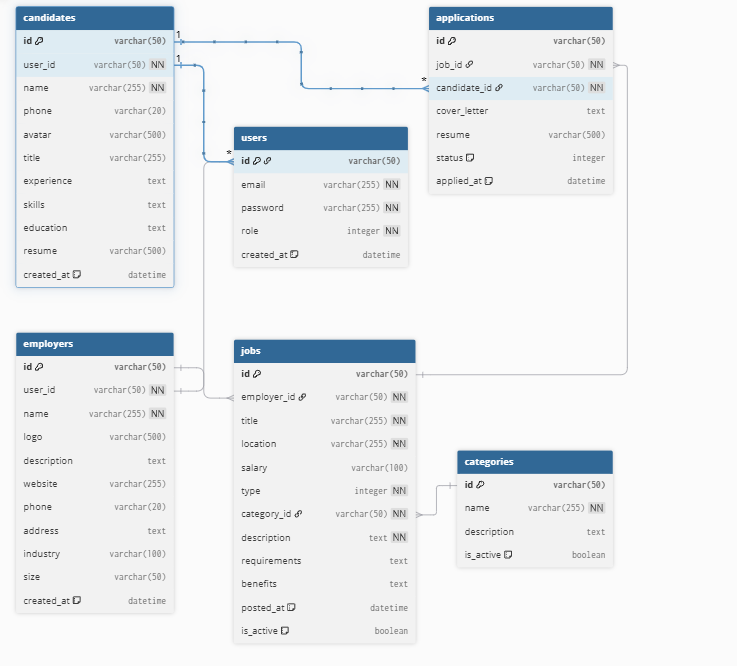 candidates
id varchar(50)
user_id varchar(50) NN
name varchar(255) NN
phone varchar(20)
avatar varchar(500)
title varchar(255)
experience text
skills text
education text
resume varchar(500)
created_at datetime
1
1
*
*
applications
id varchar(50)
job_id varchar(50) NN
candidate_id varchar(50) NN
cover_letter text
resume varchar(500)
status integer
applied_at datetime
users
id varchar(50)
email varchar(255) NN
password varchar(255) NN
role integer NN
created_at datetime
employers
id varchar(50)
user_id varchar(50) NN
name varchar(255) NN
logo varchar(500)
description text
website varchar(255)
phone varchar(20)
address text
industry varchar(100)
size varchar(50)
created_at datetime
jobs
id varchar(50)
employer_id varchar(50) NN
title varchar(255) NN
location varchar(255) NN
salary varchar(100)
type integer NN
category_id varchar(50) NN
description text NN
requirements text
benefits text
posted_at datetime
is_active boolean
categories
id varchar(50)
name varchar(255) NN
description text
is_active boolean